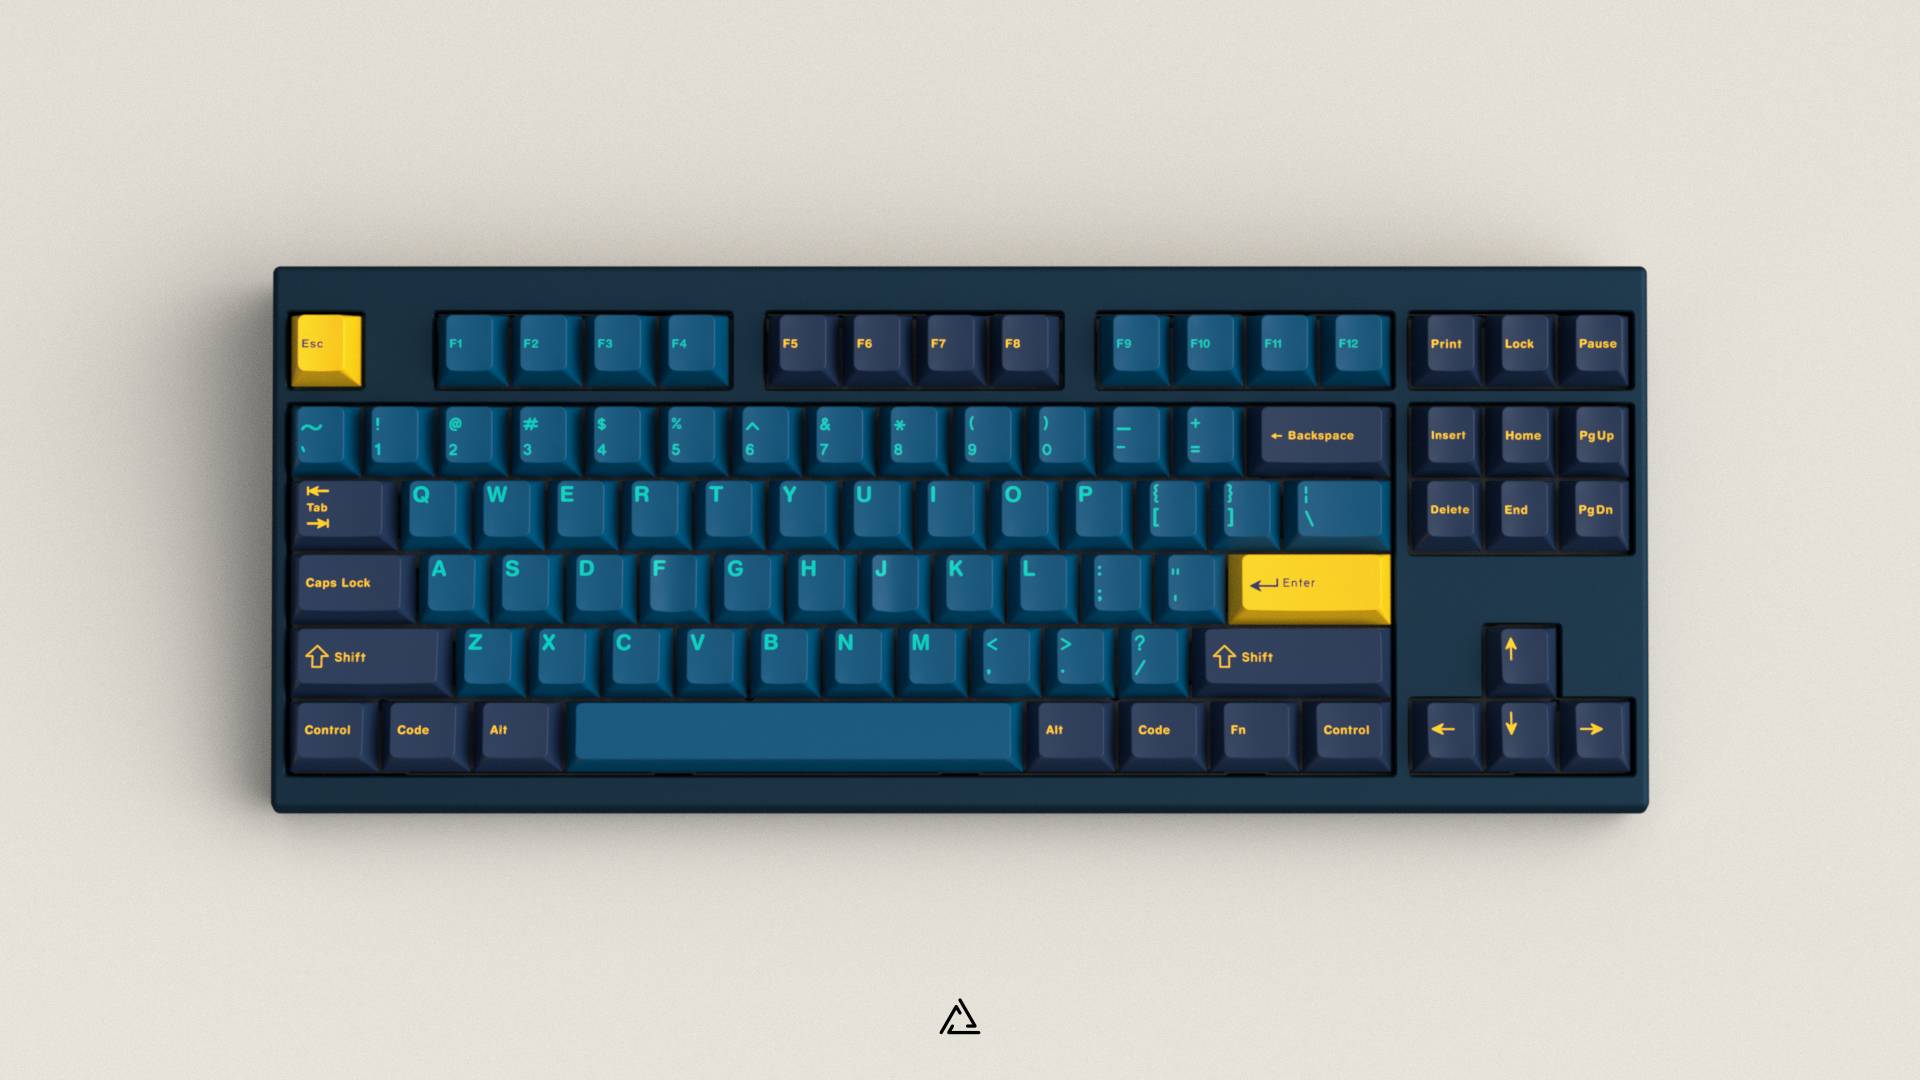 Esc F1 F2 F3 F4 F5 F6 F7 F8 F9 F10 F11 F12 Print Lock Pause
~ ! @ # $ % ^ & * ( ) _ +
` 1 2 3 4 5 6 7 8 9 0 - = ← Backspace Insert Home PgUp
⇤ Tab ⇥ Q W E R T Y U I O P { [ } ] ¦ \ Delete End PgDn
Caps Lock A S D F G H J K L : ; " ' ↵ Enter
⇧ Shift Z X C V B N M < , > . ? / ⇧ Shift ↑
Control Code Alt Alt Code Fn Control ← ↓ →